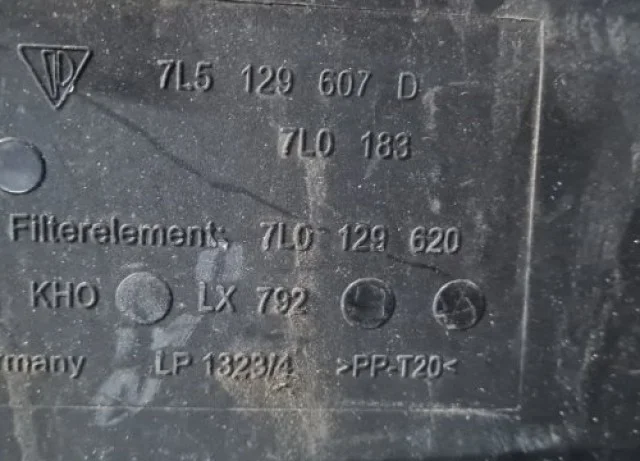 7L5 129 607 D
7L0 183
Filterelement: 7L0 129 620
KHO LX 792
rmany LP 1323/4 >PP-T20<